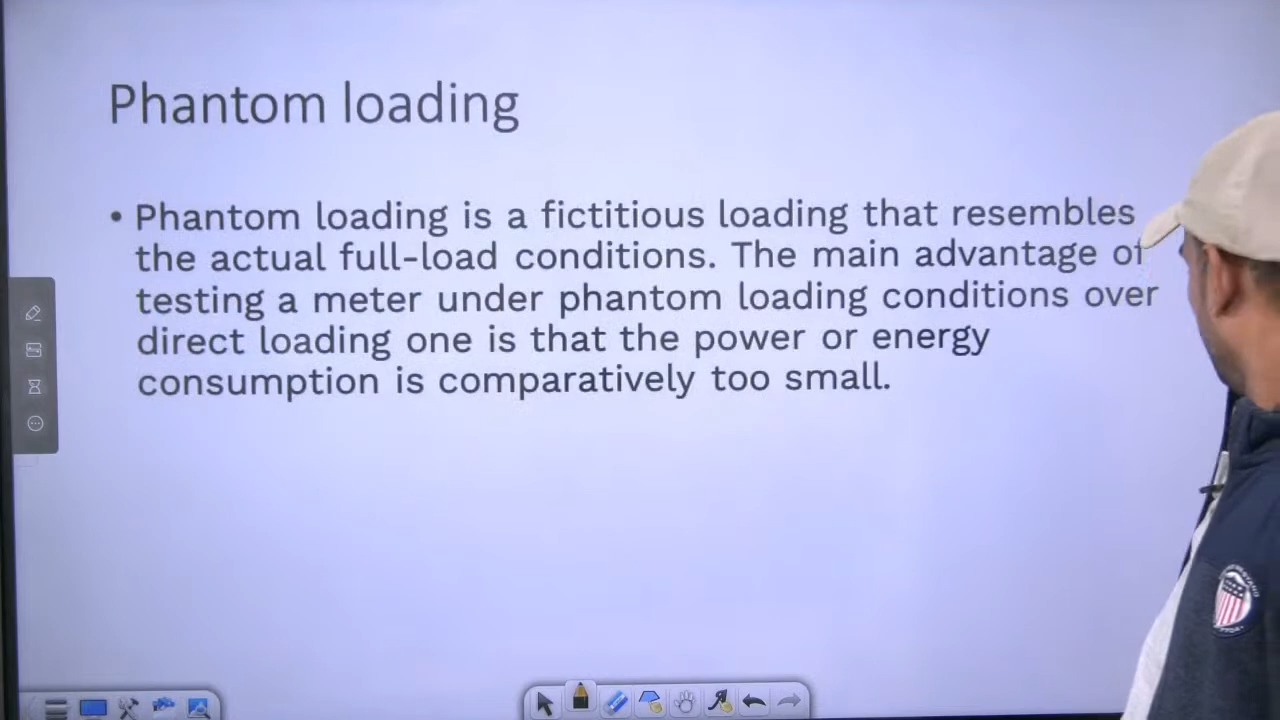 Phantom loading
• Phantom loading is a fictitious loading that resembles
the actual full-load conditions. The main advantage of
testing a meter under phantom loading conditions over
direct loading one is that the power or energy
consumption is comparatively too small.